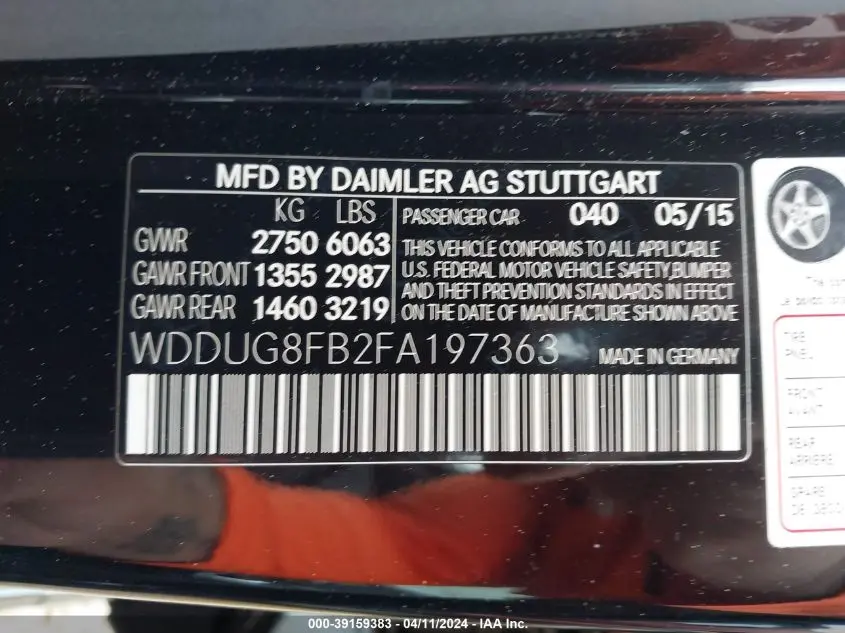 MFD BY DAIMLER AG STUTTGART
KG LBS
GVWR 2750 6063
GAWR FRONT 1355 2987
GAWR REAR 1460 3219
PASSENGER CAR 040 05/15
THIS VEHICLE CONFORMS TO ALL APPLICABLE
U.S. FEDERAL MOTOR VEHICLE SAFETY,BUMPER
AND THEFT PREVENTION STANDARDS IN EFFECT
ON THE DATE OF MANUFACTURE SHOWN ABOVE
WDDUG8FB2FA197363 MADE IN GERMANY
TIRE
PNEU
FRONT
AVANT
REAR
ARRIERE
SPARE
000-39159383 - 04/11/2024 - IAA Inc.